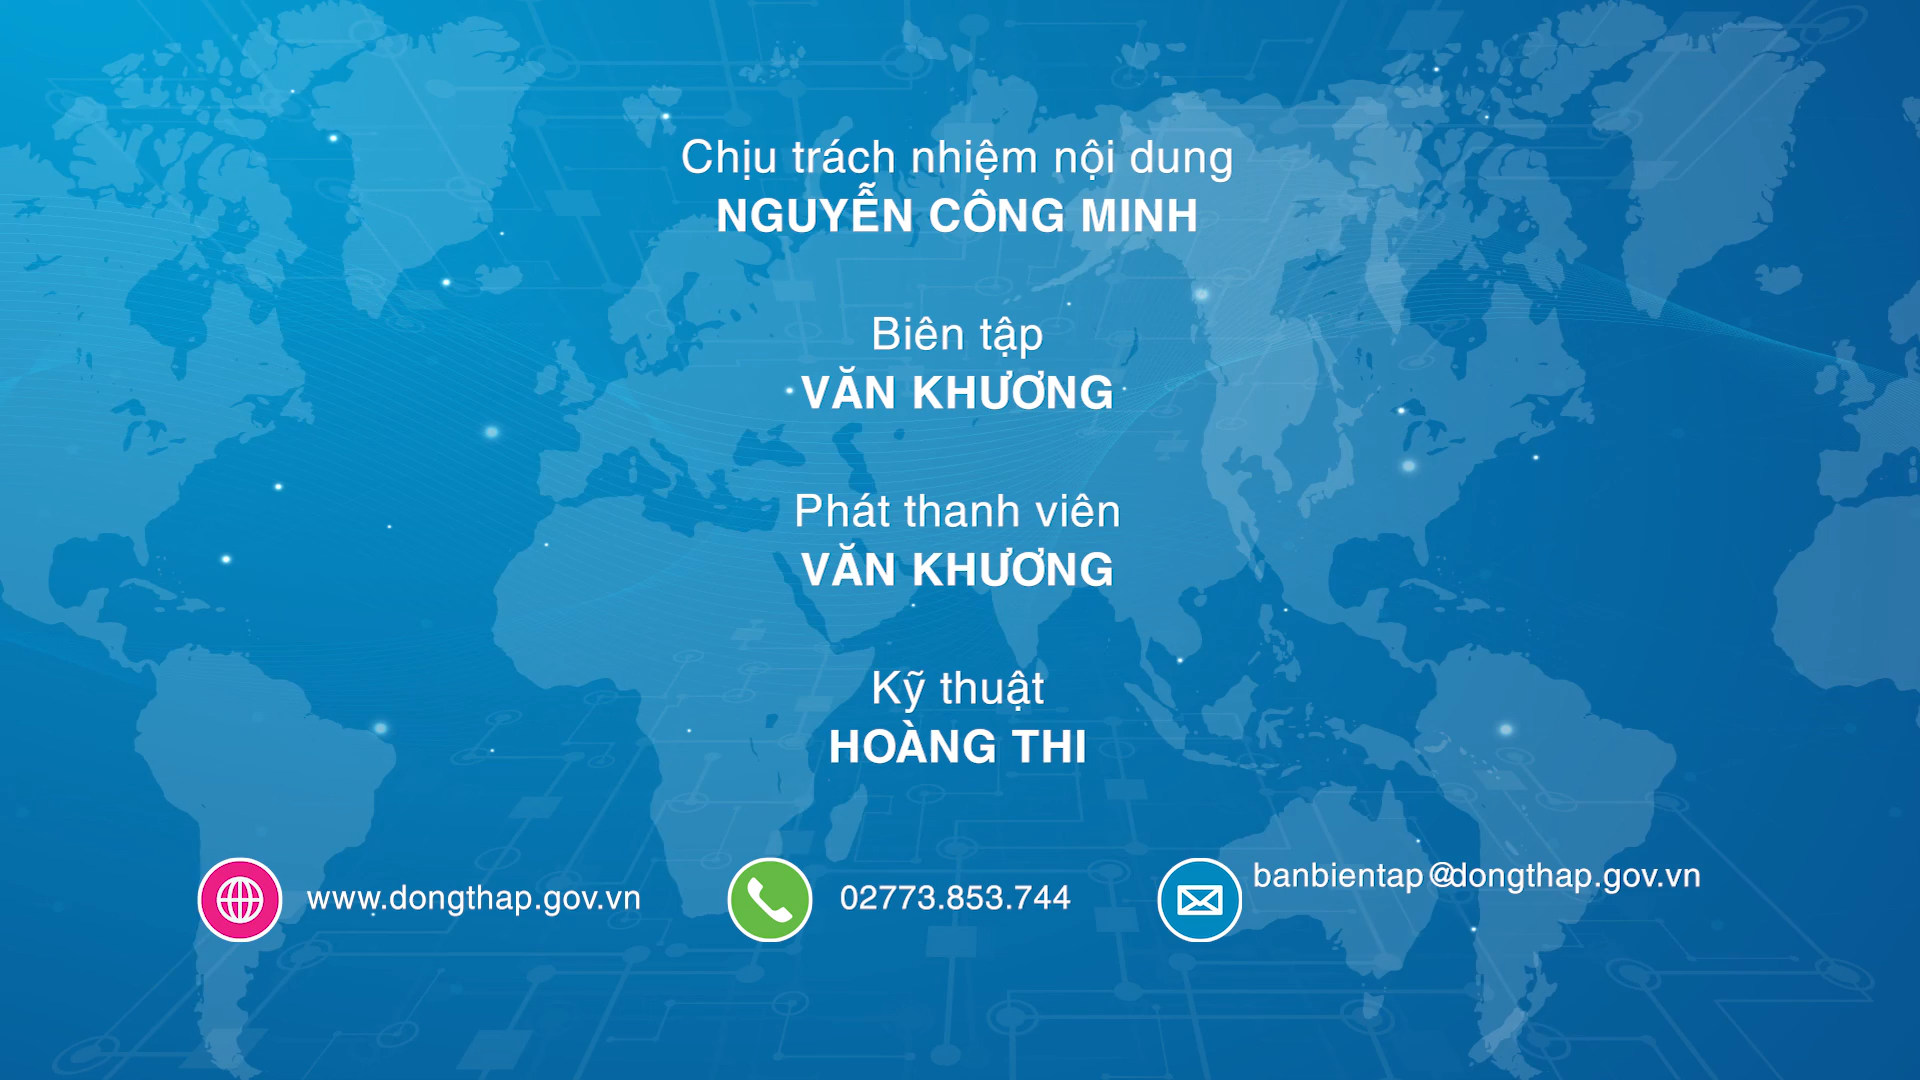 Chịu trách nhiệm nội dung
NGUYỄN CÔNG MINH
Biên tập
VĂN KHƯƠNG
Phát thanh viên
VĂN KHƯƠNG
Kỹ thuật
HOÀNG THI
www.dongthap.gov.vn
02773.853.744
banbientap@dongthap.gov.vn